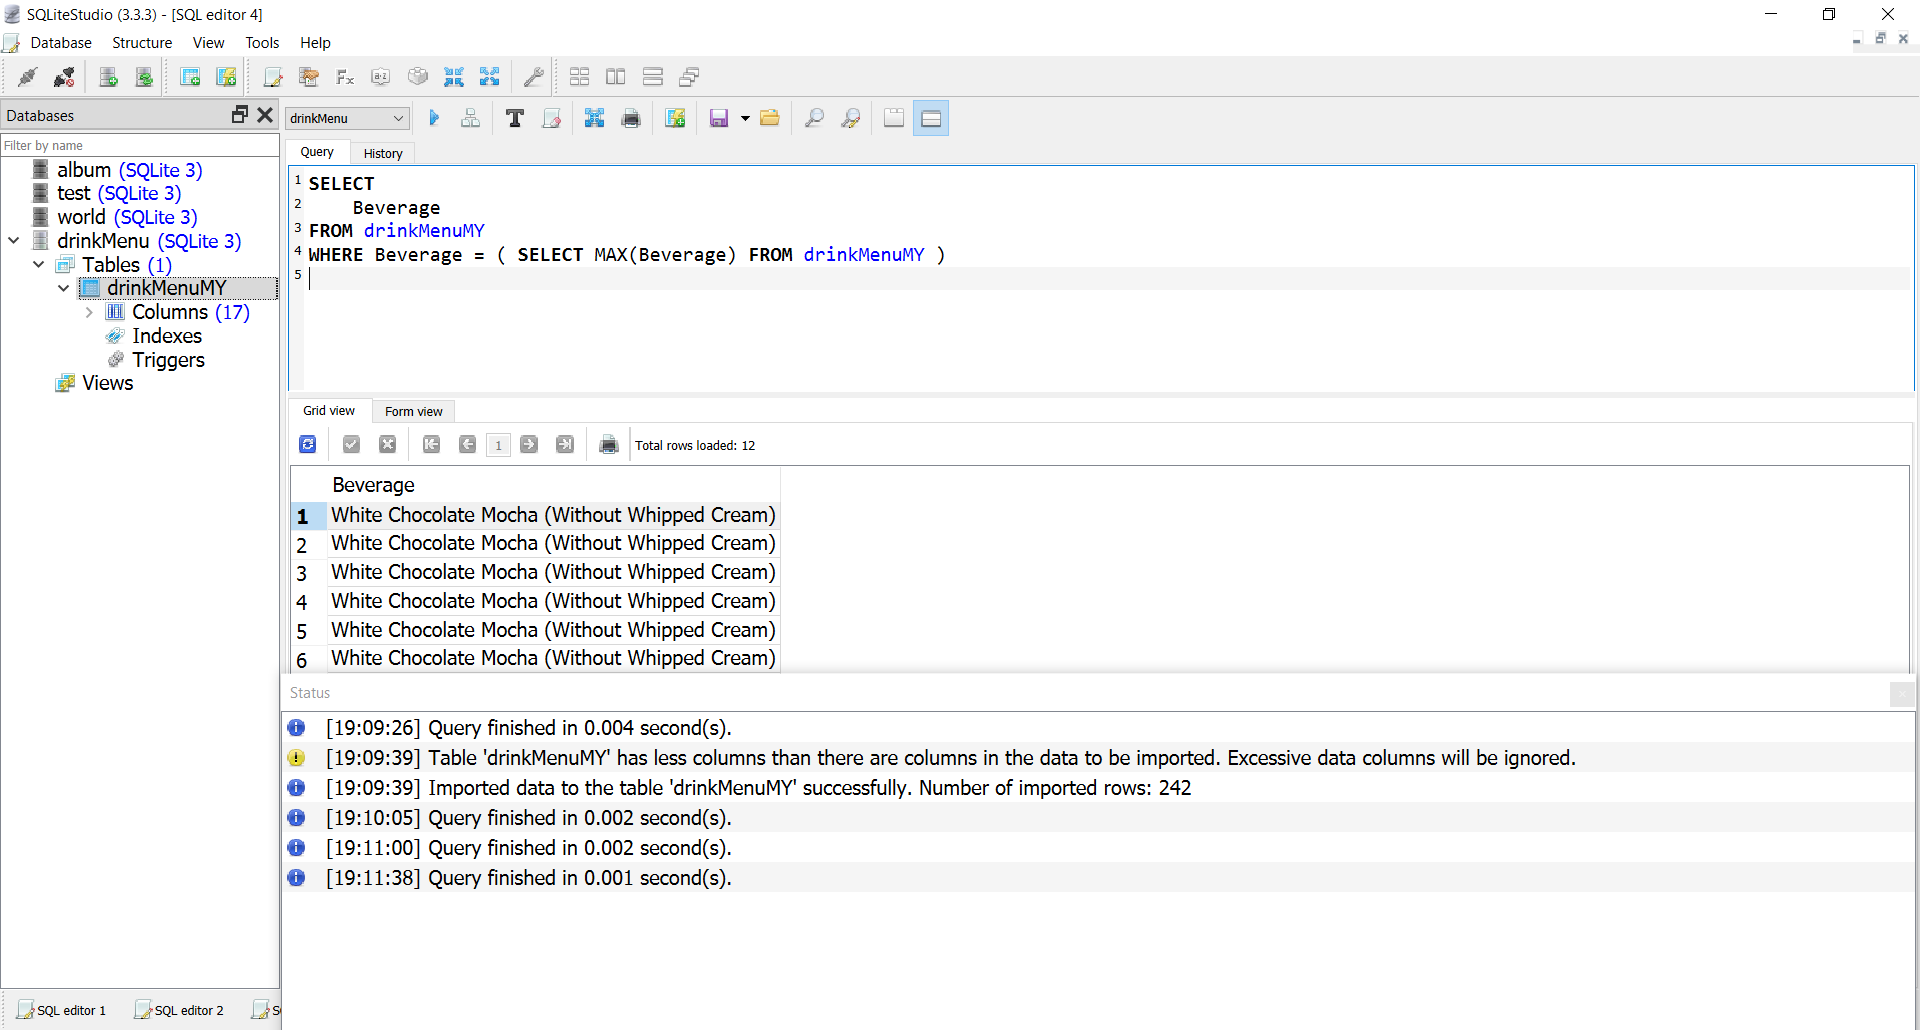 SQLiteStudio (3.3.3) - [SQL editor 4]
Database Structure View Tools Help
Databases
Filter by name
album (SQLite 3)
test (SQLite 3)
world (SQLite 3)
drinkMenu (SQLite 3)
Tables (1)
drinkMenuMY
Columns (17)
Indexes
Triggers
Views
drinkMenu
Query History
1 SELECT
2 Beverage
3 FROM drinkMenuMY
4 WHERE Beverage = ( SELECT MAX(Beverage) FROM drinkMenuMY )
5
Grid view Form view
1 Total rows loaded: 12
Beverage
1 White Chocolate Mocha (Without Whipped Cream)
2 White Chocolate Mocha (Without Whipped Cream)
3 White Chocolate Mocha (Without Whipped Cream)
4 White Chocolate Mocha (Without Whipped Cream)
5 White Chocolate Mocha (Without Whipped Cream)
6 White Chocolate Mocha (Without Whipped Cream)
Status
[19:09:26] Query finished in 0.004 second(s).
[19:09:39] Table 'drinkMenuMY' has less columns than there are columns in the data to be imported. Excessive data columns will be ignored.
[19:09:39] Imported data to the table 'drinkMenuMY' successfully. Number of imported rows: 242
[19:10:05] Query finished in 0.002 second(s).
[19:11:00] Query finished in 0.002 second(s).
[19:11:38] Query finished in 0.001 second(s).
SQL editor 1 SQL editor 2